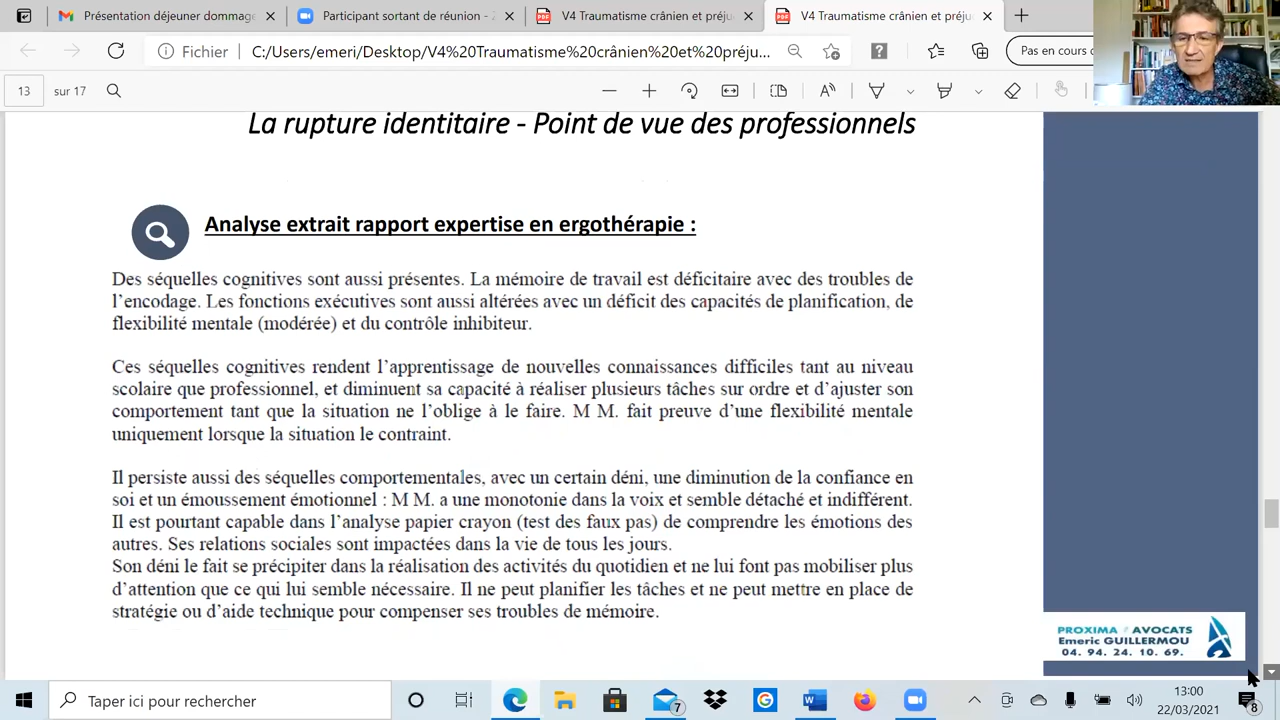 Présentation déjeuner dommage
Participant sortant de réunion - Z
V4 Traumatisme crânien et préju
V4 Traumatisme crânien et préju
Fichier
C:/Users/emeri/Desktop/V4%20Traumatisme%20crânien%20et%20préju...
Pas en cours d
13 sur 17
La rupture identitaire - Point de vue des professionnels
Analyse extrait rapport expertise en ergothérapie :
Des séquelles cognitives sont aussi présentes. La mémoire de travail est déficitaire avec des troubles de
l'encodage. Les fonctions exécutives sont aussi altérées avec un déficit des capacités de planification, de
flexibilité mentale (modérée) et du contrôle inhibiteur.
Ces séquelles cognitives rendent l'apprentissage de nouvelles connaissances difficiles tant au niveau
scolaire que professionnel, et diminuent sa capacité à réaliser plusieurs tâches sur ordre et d'ajuster son
comportement tant que la situation ne l'oblige à le faire. M M. fait preuve d'une flexibilité mentale
uniquement lorsque la situation le contraint.
Il persiste aussi des séquelles comportementales, avec un certain déni, une diminution de la confiance en
soi et un émoussement émotionnel : M M. a une monotonie dans la voix et semble détaché et indifférent.
Il est pourtant capable dans l'analyse papier crayon (test des faux pas) de comprendre les émotions des
autres. Ses relations sociales sont impactées dans la vie de tous les jours.
Son déni le fait se précipiter dans la réalisation des activités du quotidien et ne lui font pas mobiliser plus
d'attention que ce qui lui semble nécessaire. Il ne peut planifier les tâches et ne peut mettre en place de
stratégie ou d'aide technique pour compenser ses troubles de mémoire.
PROXIMA AVOCATS
Emeric GUILLERMOU
04. 94. 24. 10. 69.
Taper ici pour rechercher
7
13:00
22/03/2021
8